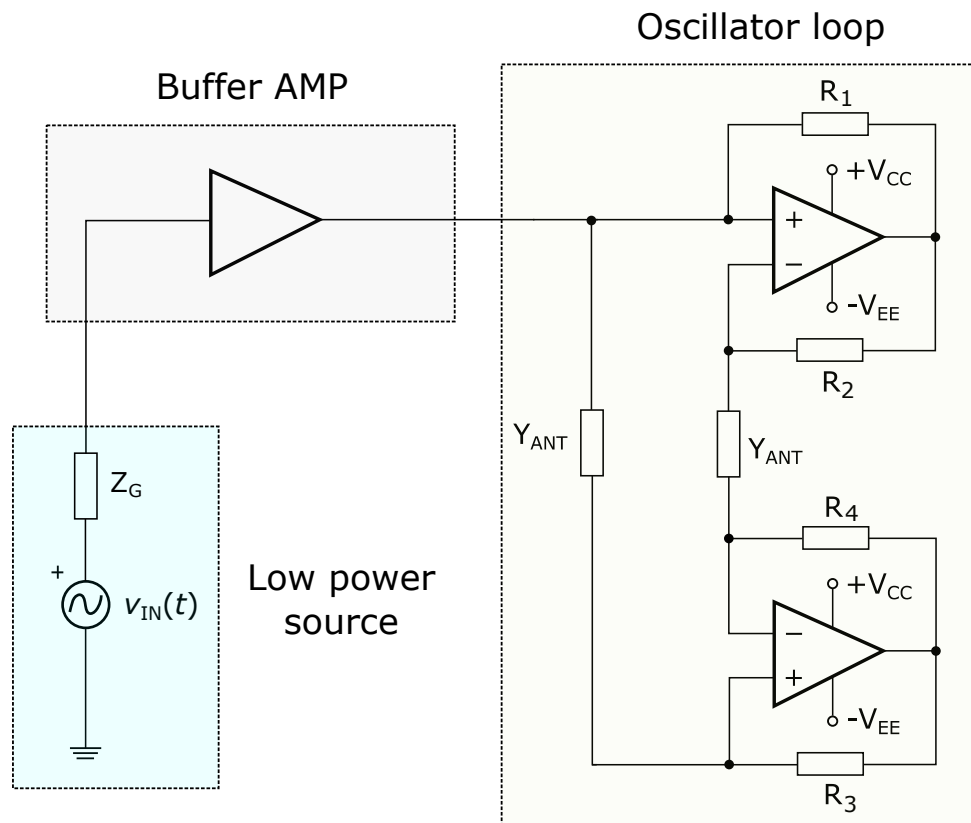 Oscillator loop
Buffer AMP
R1
+VCC
+
−
-VEE
R2
YANT
YANT
ZG
R4
+
vIN(t)
Low power
source
+VCC
−
+
-VEE
R3